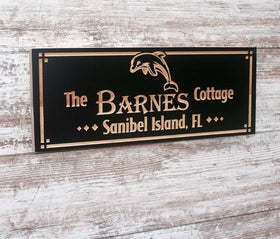 The BARNES Cottage
Sanibel Island, FL